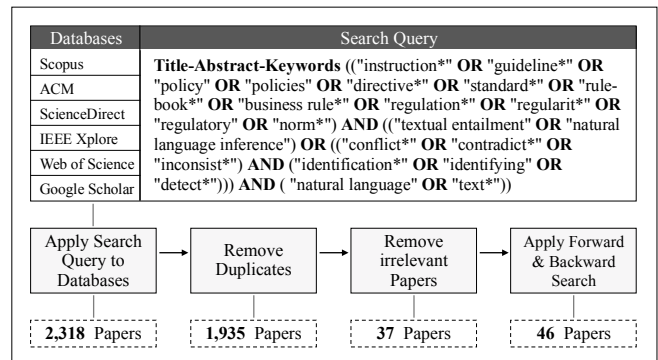 Databases
Search Query
Scopus
ACM
ScienceDirect
IEEE Xplore
Web of Science
Google Scholar
Title-Abstract-Keywords (("instruction*" OR "guideline*" OR
"policy" OR "policies" OR "directive*" OR "standard*" OR "rule-
book*" OR "business rule*" OR "regulation*" OR "regularit*" OR
"regulatory OR "norm*") AND (("textual entailment" OR "natural
language inference") OR (("conflict*" OR "contradict*" OR
"inconsist*") AND ("identification*" OR "identifying" OR
"detect*"))) AND ( "natural language" OR "text*"))
Apply Search
Query to
Databases
Remove
Duplicates
Remove
irrelevant
Papers
Apply Forward
& Backward
Search
2,318 Papers
1,935 Papers
37 Papers
46 Papers